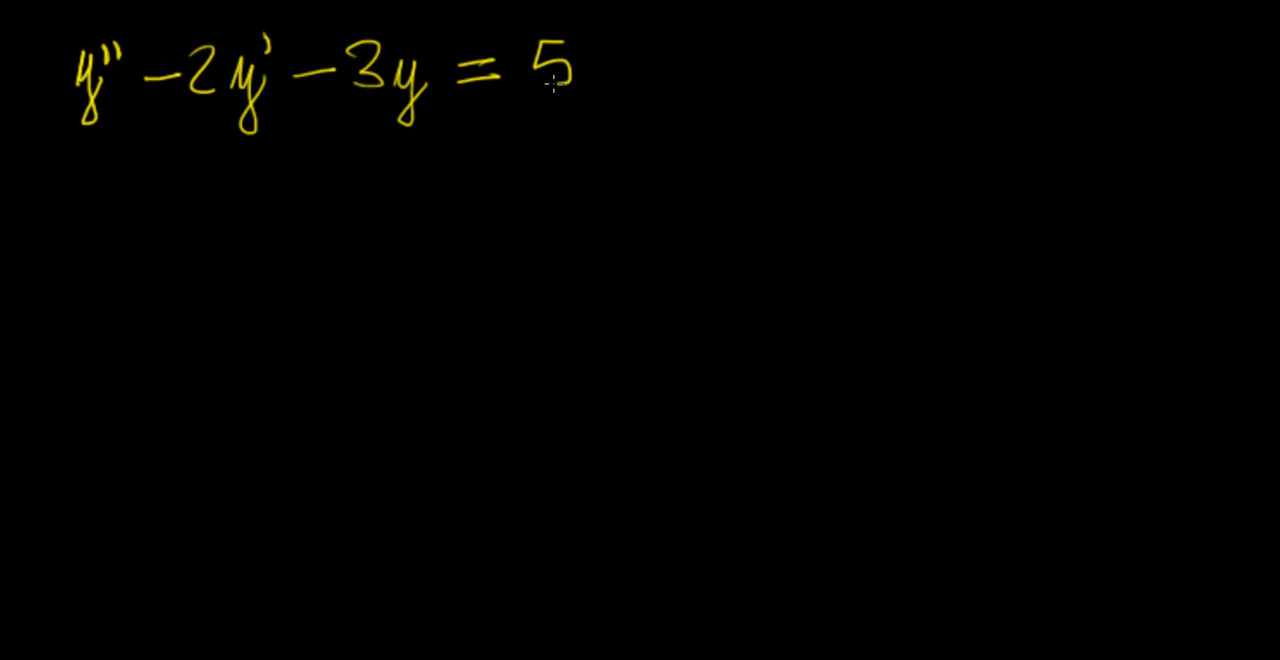 y'' - 2y' - 3y = 5